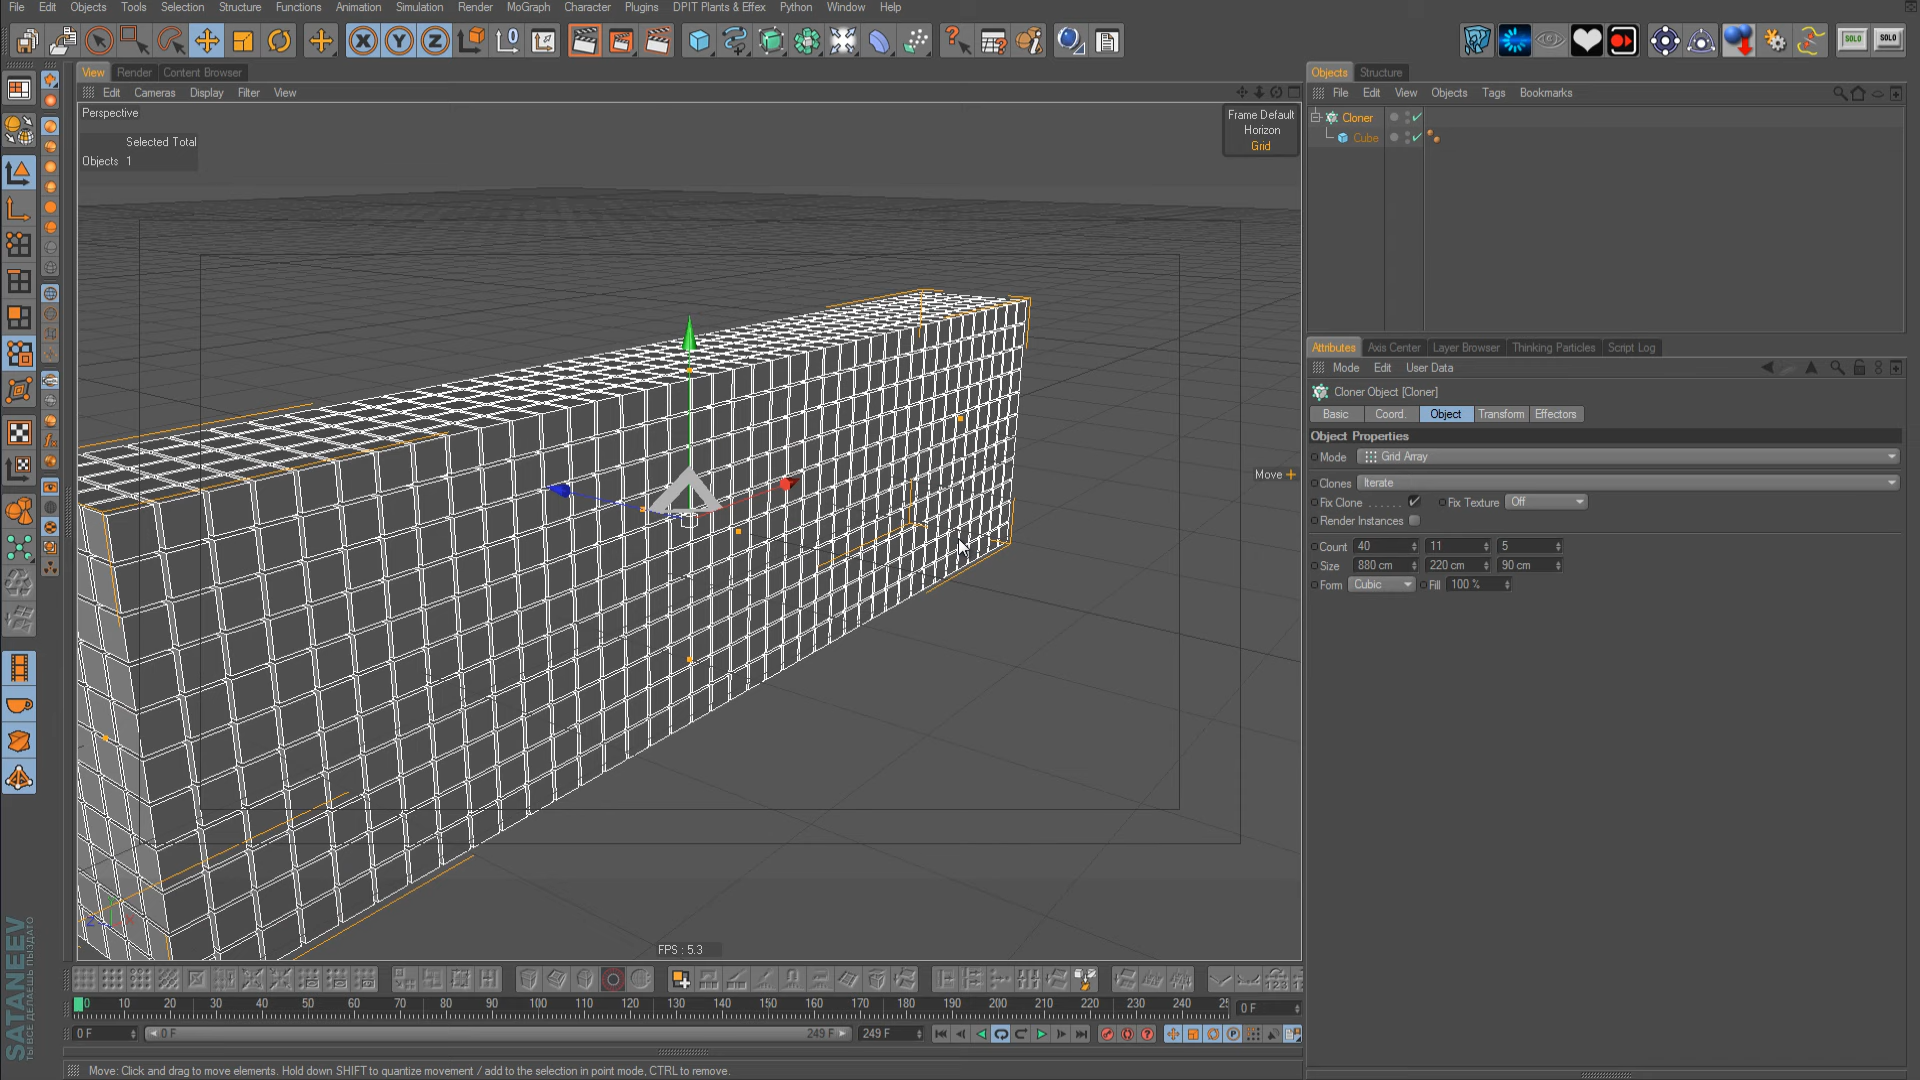 File Edit Objects Tools Selection Structure Functions Animation Simulation Render MoGraph Character Plugins DPIT Plants & Effex Python Window Help
X Y Z 0
SOLO SOLO
View Render Content Browser
Edit Cameras Display Filter View
Perspective
Selected Total
Objects 1
Frame Default
Horizon
Grid
Move
FPS : 5.3
Objects Structure
File Edit View Objects Tags Bookmarks
Cloner
Cube
Attributes Axis Center Layer Browser Thinking Particles Script Log
Mode Edit User Data
Cloner Object [Cloner]
Basic Coord. Object Transform Effectors
Object Properties
Mode Grid Array
Clones Iterate
Fix Clone . . . . . . Fix Texture Off
Render Instances
Count 40 11 5
Size 880 cm 220 cm 90 cm
Form Cubic Fill 100 %
0 10 20 30 40 50 60 70 80 90 100 110 120 130 140 150 160 170 180 190 200 210 220 230 240 0 F
0 F 0 F 249 F 249 F
Move: Click and drag to move elements. Hold down SHIFT to quantize movement / add to the selection in point mode, CTRL to remove.
SATANEEV
ТЫ ВСЕ ДЕЛАЕШЬ ПЫЗДАТО